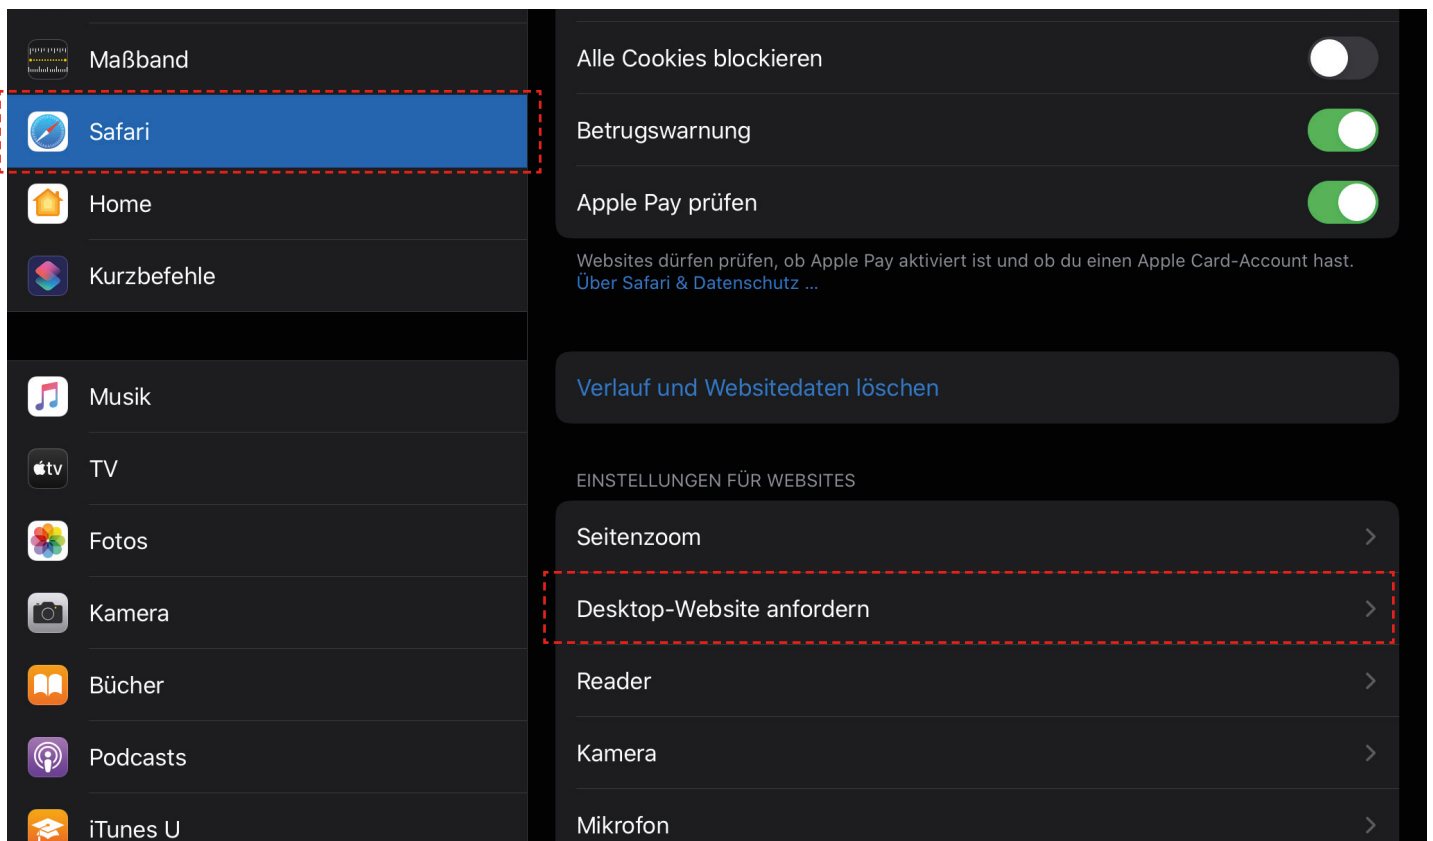 Maßband
Safari
Home
Kurzbefehle
Musik
tv
TV
Fotos
Kamera
Bücher
Podcasts
iTunes U
Alle Cookies blockieren
Betrugswarnung
Apple Pay prüfen
Websites dürfen prüfen, ob Apple Pay aktiviert ist und ob du einen Apple Card-Account hast.
Über Safari & Datenschutz ...
Verlauf und Websitedaten löschen
EINSTELLUNGEN FÜR WEBSITES
Seitenzoom
Desktop-Website anfordern
Reader
Kamera
Mikrofon